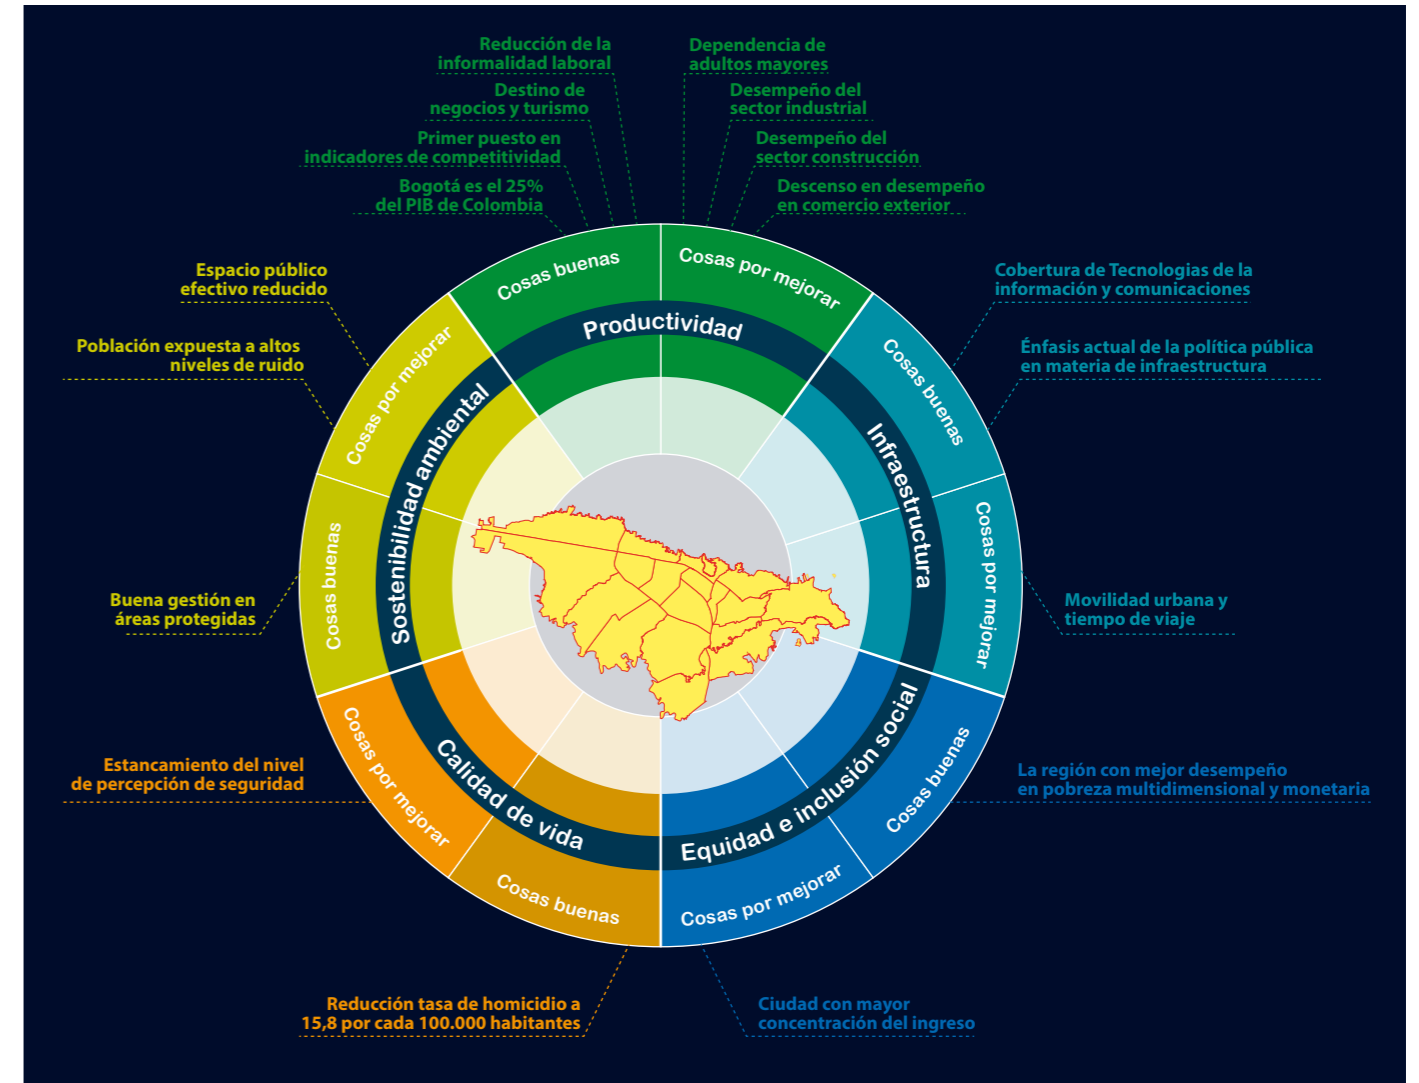 Reducción de la
informalidad laboral
Destino de
negocios y turismo
Primer puesto en
indicadores de competitividad
Bogotá es el 25%
del PIB de Colombia
Dependencia de
adultos mayores
Desempeño del
sector industrial
Desempeño del
sector construcción
Descenso en desempeño
en comercio exterior
Espacio público
efectivo reducido
Población expuesta a altos
niveles de ruido
Buena gestión en
áreas protegidas
Cobertura de Tecnologias de la
información y comunicaciones
Énfasis actual de la política pública
en materia de infraestructura
Movilidad urbana y
tiempo de viaje
Cosas buenas
Cosas por mejorar
Productividad
Cosas buenas
Cosas por mejorar
Infraestructura
Cosas buenas
Cosas por mejorar
Equidad e inclusión social
Cosas buenas
Cosas por mejorar
Calidad de vida
Cosas buenas
Cosas por mejorar
Sostenibilidad ambiental
Estancamiento del nivel
de percepción de seguridad
La región con mejor desempeño
en pobreza multidimensional y monetaria
Reducción tasa de homicidio a
15,8 por cada 100.000 habitantes
Ciudad con mayor
concentración del ingreso